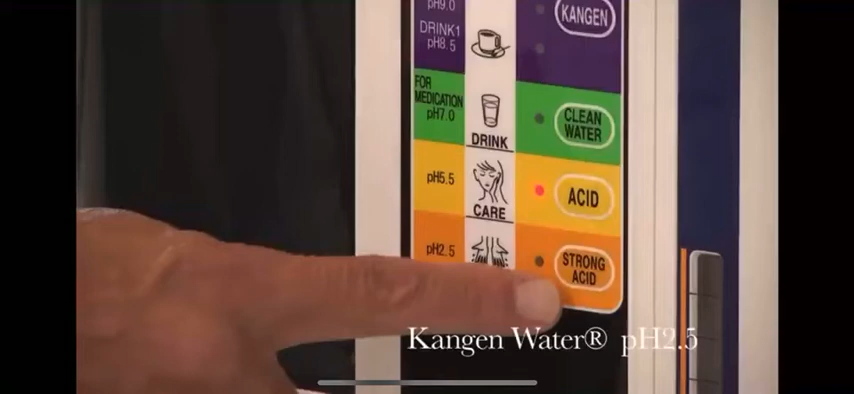 pH9.0
KANGEN
DRINK1
pH8.5
FOR
MEDICATION
pH7.0
DRINK
CLEAN
WATER
pH5.5
CARE
ACID
pH2.5
STRONG
ACID
Kangen Water® pH2.5